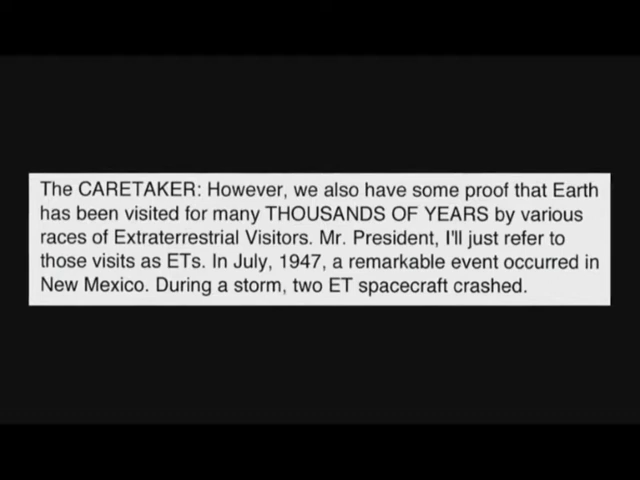 The CARETAKER: However, we also have some proof that Earth
has been visited for many THOUSANDS OF YEARS by various
races of Extraterrestrial Visitors. Mr. President, I'll just refer to
those visits as ETs. In July, 1947, a remarkable event occurred in
New Mexico. During a storm, two ET spacecraft crashed.